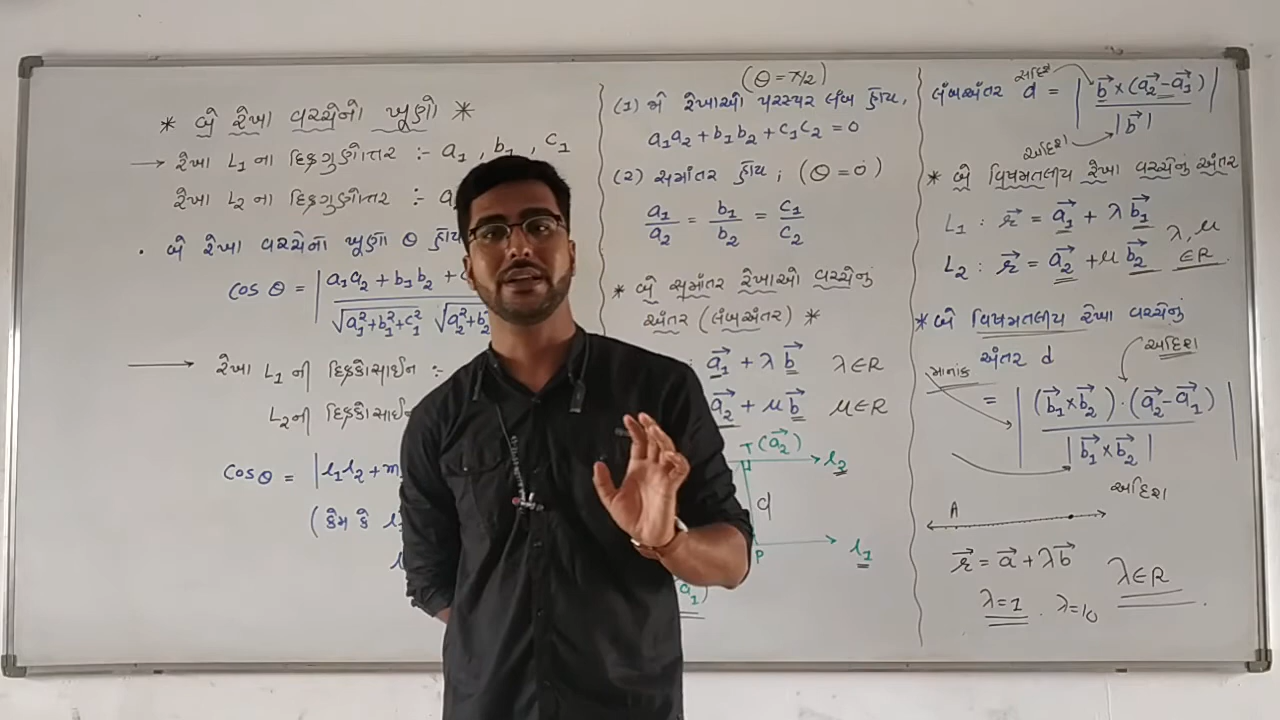 * બે રેખા વચ્ચેનો ખૂણો *
→ રેખા L1 ના દિક્ગુણોત્તર :- a1, b1, c1
રેખા L2 ના દિક્ગુણોત્તર :- a
. બે રેખા વચ્ચેનો ખૂણો θ હોય
cos θ = | a1a2 + b1b2 + c
√a1²+b1²+c1² √a2²+b2²
→ રેખા L1 ની દિક્કોસાઈન :-
L2ની દિક્કોસાઈન
cosθ = | l1l2 + m
(કેમ કે l
l
(θ = π/2)
(1) જો રેખાઓ પરસ્પર લંબ હોય,
a1a2 + b1b2 + c1c2 = 0
(2) સમાંતર હોય ; (θ = 0)
a1/a2 = b1/b2 = c1/c2
* બે સમાંતર રેખાઓ વચ્ચેનું
અંતર (લંબઅંતર) *
: a1 + λ b λ∈R
a2 + μ b μ∈R
T(a2) l2
d
P l1
a1)
સદિશ
લંબઅંતર d = | b × (a2 - a1) |
| b |
અદિશ
* બે વિષમતલીય રેખા વચ્ચેનું અંતર
L1 : r = a1 + λ b1
L2 : r = a2 + μ b2
λ, μ
∈R
* બે વિષમતલીય રેખા વચ્ચેનું
અંતર d
અદિશ
માનાંક
= | (b1 × b2) · (a2 - a1) |
| b1 × b2 |
અદિશ
A
r = a + λ b
λ∈R
λ=1 . λ=10